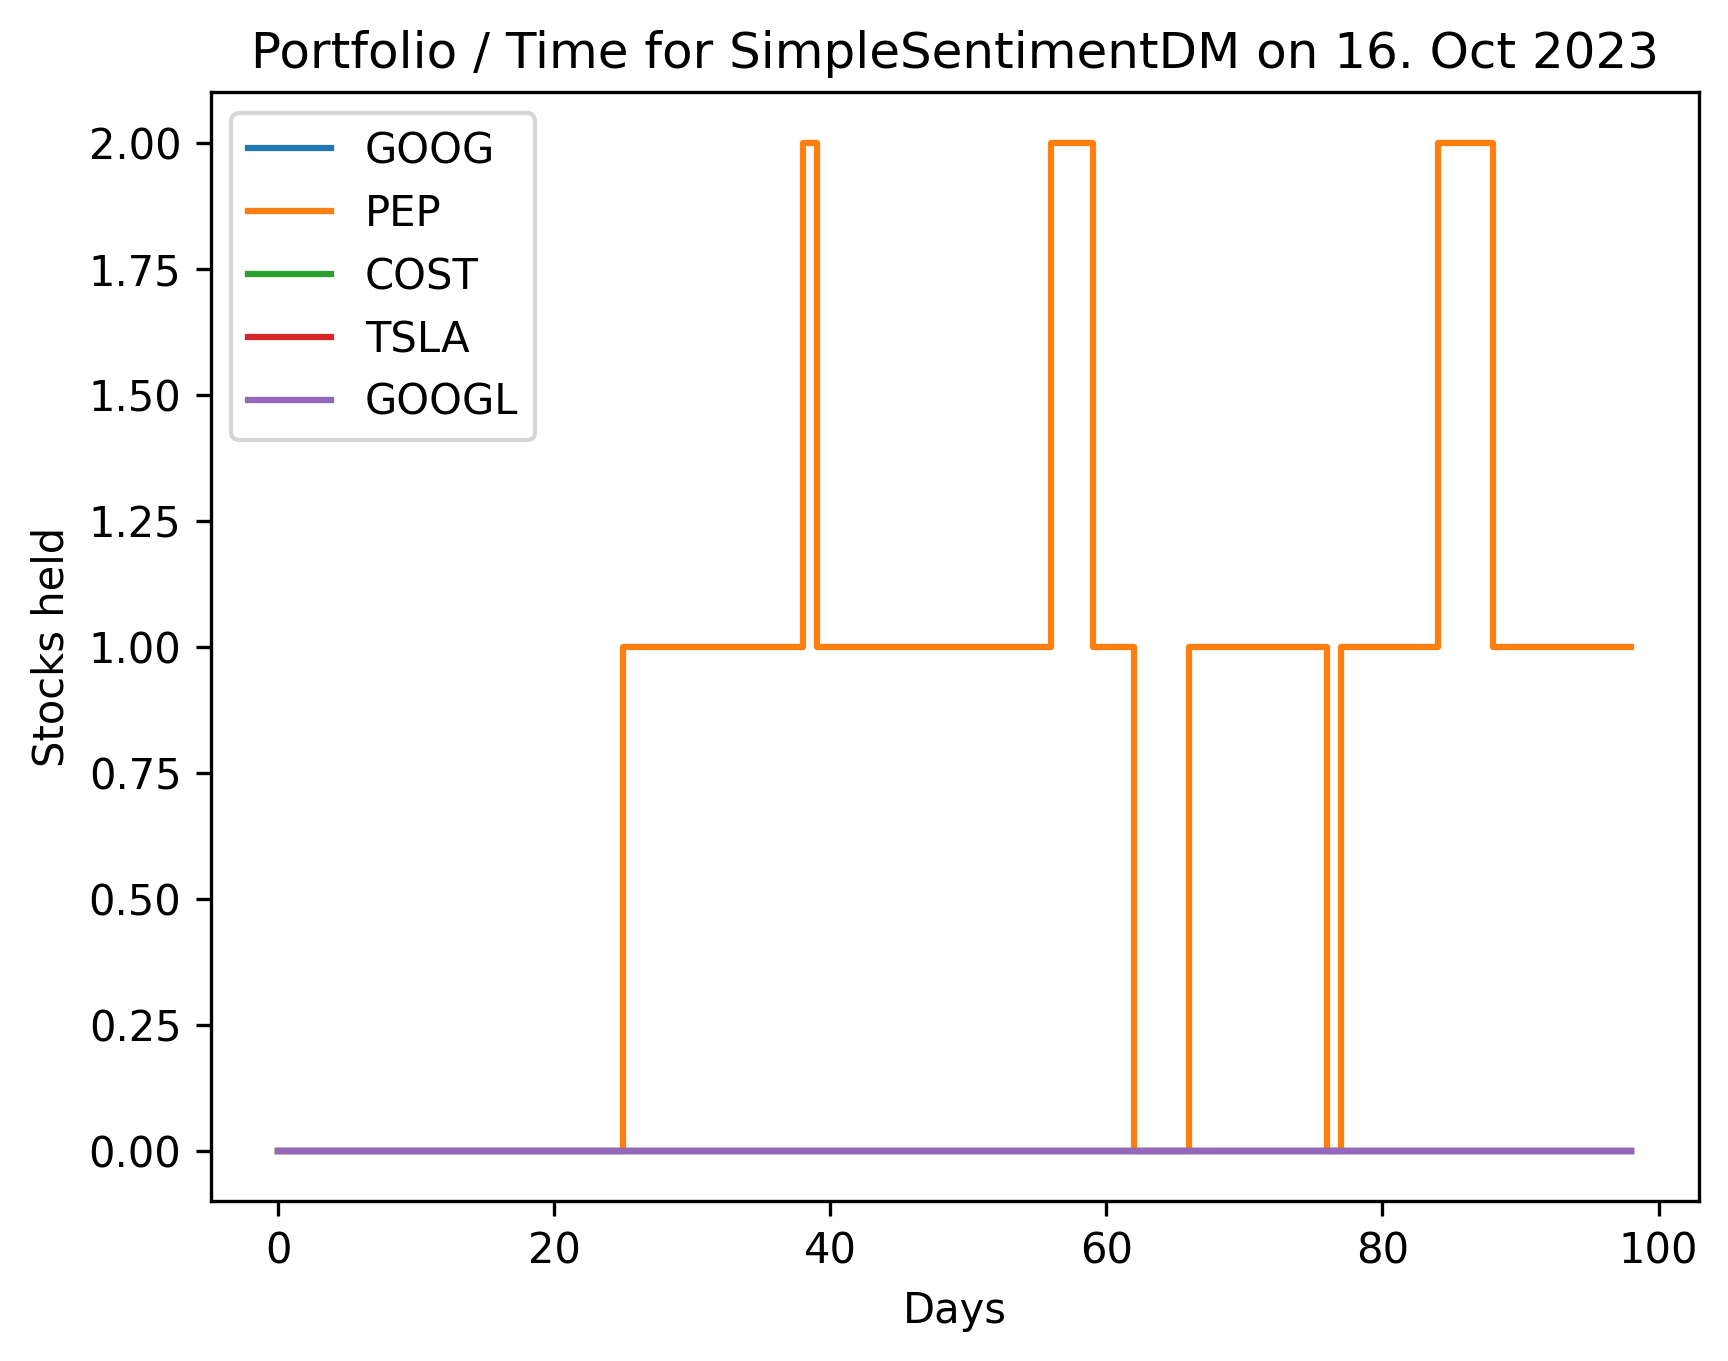 Portfolio / Time for SimpleSentimentDM on 16. Oct 2023
GOOG
PEP
COST
TSLA
GOOGL
2.00
1.75
1.50
1.25
1.00
0.75
0.50
0.25
0.00
Stocks held
0 20 40 60 80 100
Days